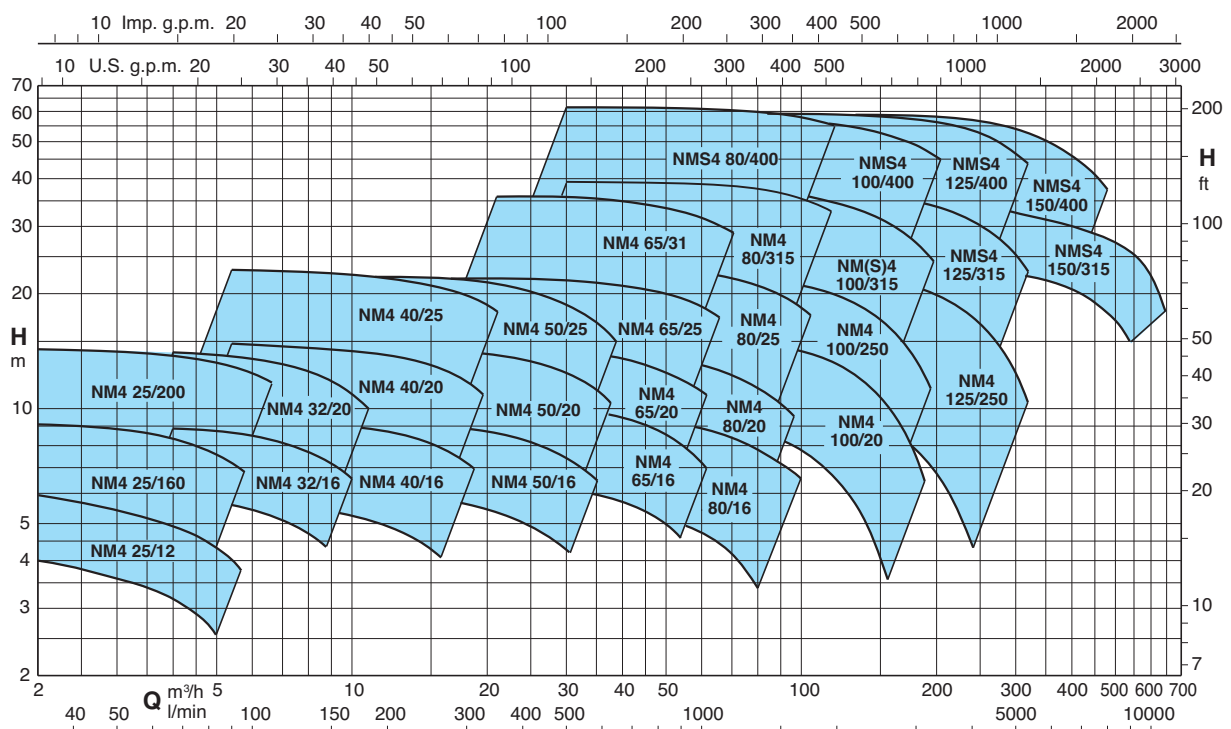 10 Imp. g.p.m. 20 30 40 50 100 200 300 400 500 1000 2000
10 U.S. g.p.m. 20 30 40 50 100 200 300 400 500 1000 2000 3000
70
60
50
40
30
20
H
m
10
5
4
3
2
200
H
ft
100
50
40
30
20
10
7
NMS4 80/400
NMS4
100/400
NMS4
125/400
NMS4
150/400
NM4 65/31
NM4
80/315
NM(S)4
100/315
NMS4
125/315
NMS4
150/315
NM4 40/25
NM4 50/25
NM4 65/25
NM4
80/25
NM4
100/250
NM4
125/250
NM4 25/200
NM4 32/20
NM4 40/20
NM4 50/20
NM4
65/20
NM4
80/20
NM4
100/20
NM4 25/160
NM4 32/16
NM4 40/16
NM4 50/16
NM4
65/16
NM4
80/16
NM4 25/12
2 Q m³/h 5 10 20 30 40 50 100 200 300 400 500 600 700
40 50 l/min 100 150 200 300 400 500 1000 5000 10000